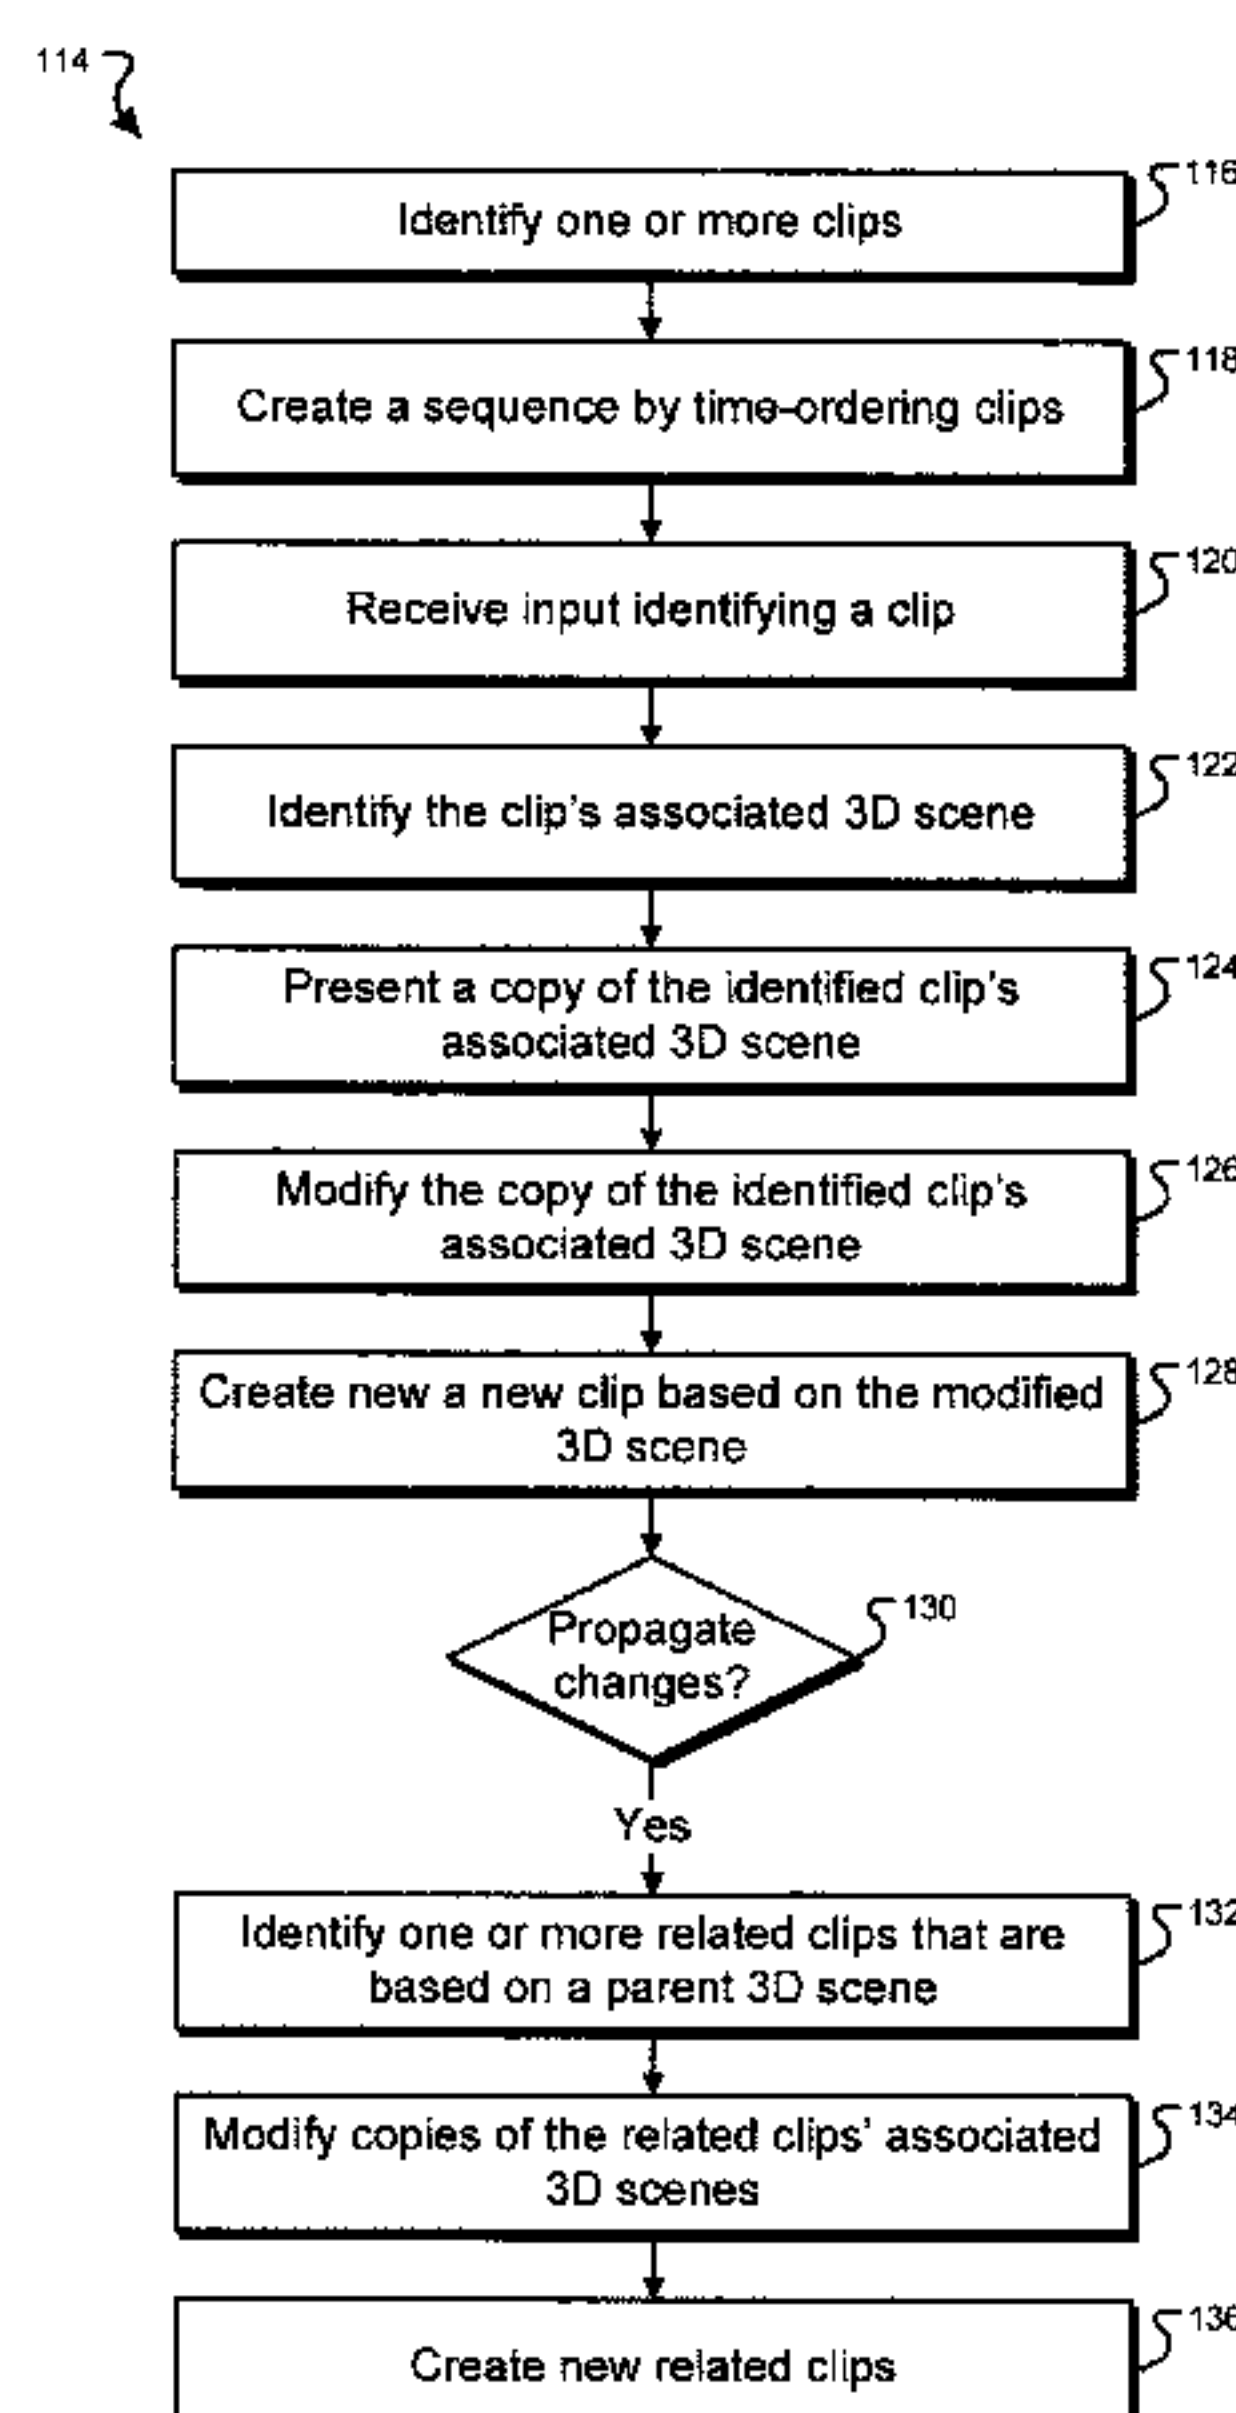 114
Identify one or more clips
116
Create a sequence by time-ordering clips
118
Receive input identifying a clip
120
Identify the clip's associated 3D scene
122
Present a copy of the identified clip's
associated 3D scene
124
Modify the copy of the identified clip's
associated 3D scene
126
Create new a new clip based on the modified
3D scene
128
Propagate
changes?
130
Yes
Identify one or more related clips that are
based on a parent 3D scene
132
Modify copies of the related clips' associated
3D scenes
134
Create new related clips
136